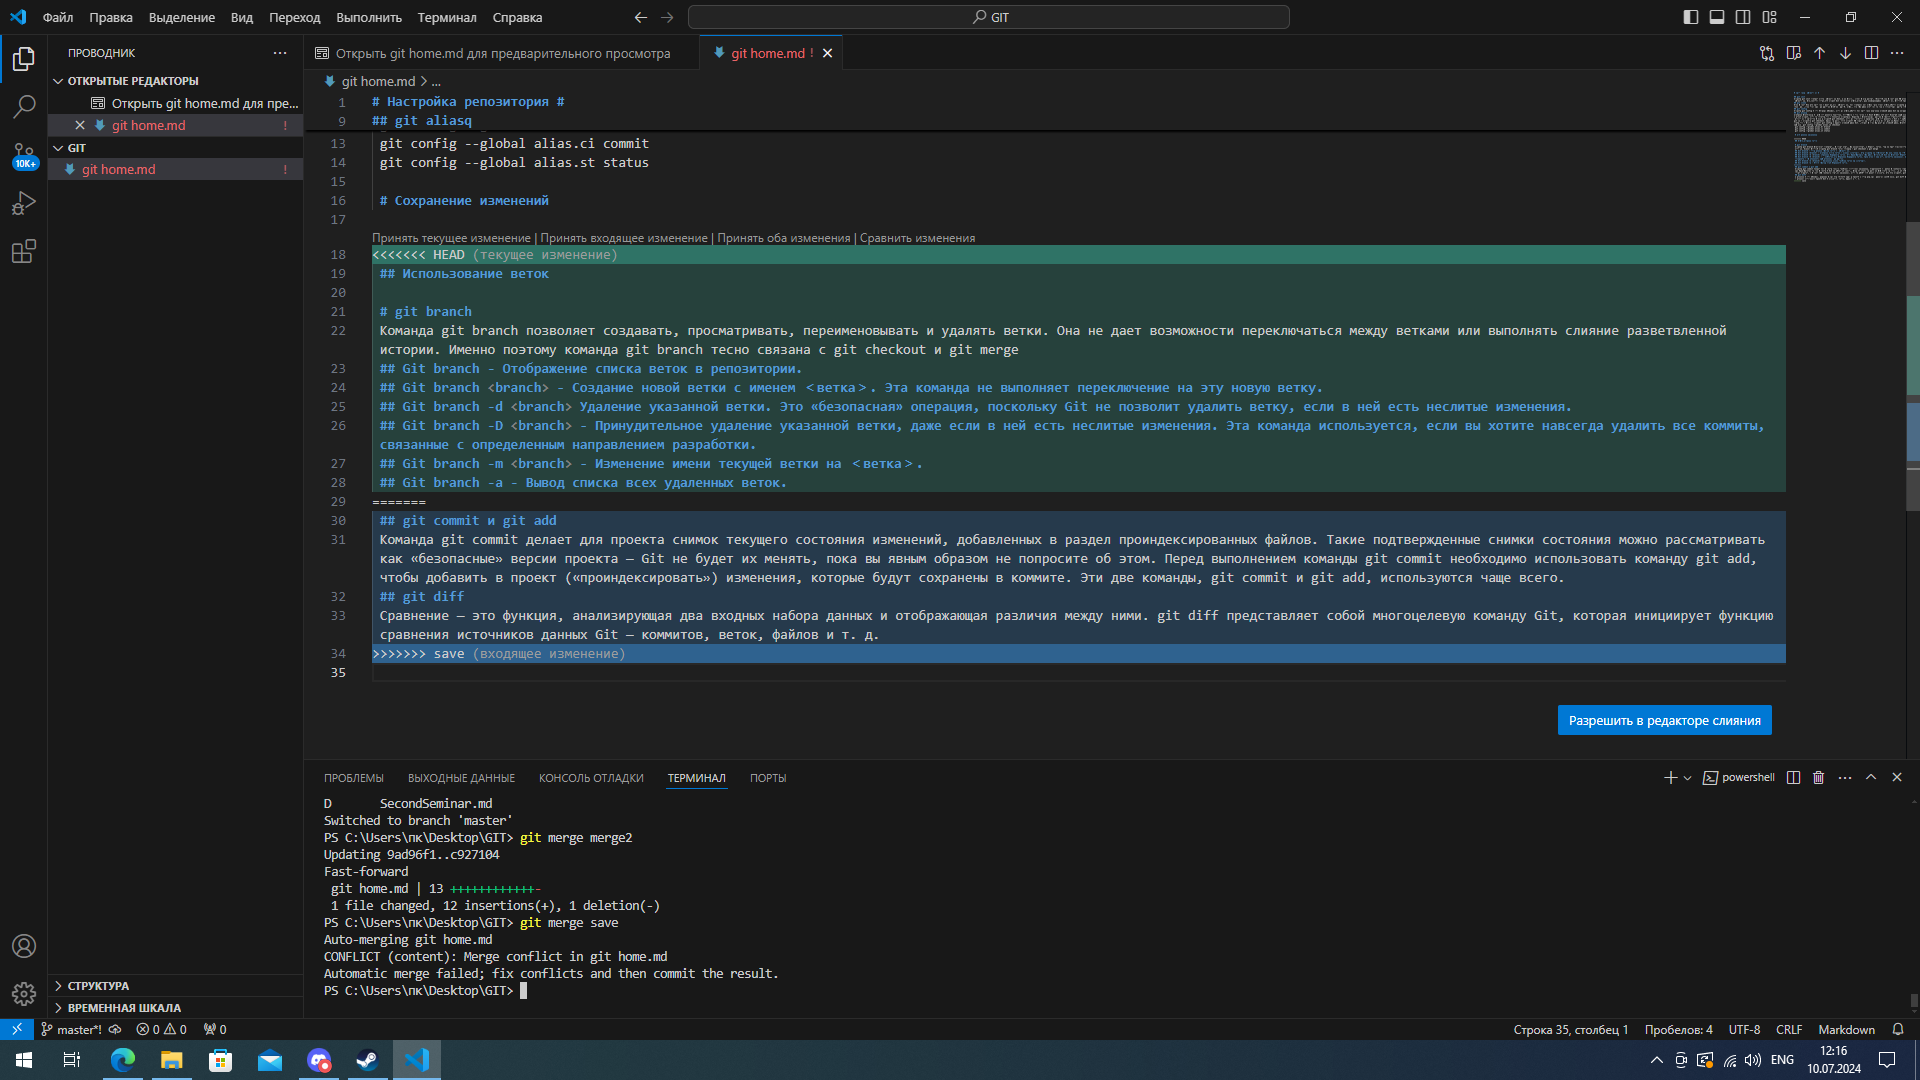 Файл Правка Выделение Вид Переход Выполнить Терминал Справка
GIT
ПРОВОДНИК
Открыть git home.md для предварительного просмотра
git home.md !
ОТКРЫТЫЕ РЕДАКТОРЫ
Открыть git home.md для пре...
git home.md !
GIT
git home.md !
10K+
git home.md > ...
1 # Настройка репозитория #
9 ## git aliasq
13 git config --global alias.ci commit
14 git config --global alias.st status
15
16 # Сохранение изменений
17
Принять текущее изменение | Принять входящее изменение | Принять оба изменения | Сравнить изменения
18 <<<<<<< HEAD (текущее изменение)
19 ## Использование веток
20
21 # git branch
22 Команда git branch позволяет создавать, просматривать, переименовывать и удалять ветки. Она не дает возможности переключаться между ветками или выполнять слияние разветвленной
истории. Именно поэтому команда git branch тесно связана с git checkout и git merge
23 ## Git branch - Отображение списка веток в репозитории.
24 ## Git branch <branch> - Создание новой ветки с именем <ветка>. Эта команда не выполняет переключение на эту новую ветку.
25 ## Git branch -d <branch> Удаление указанной ветки. Это «безопасная» операция, поскольку Git не позволит удалить ветку, если в ней есть неслитые изменения.
26 ## Git branch -D <branch> - Принудительное удаление указанной ветки, даже если в ней есть неслитые изменения. Эта команда используется, если вы хотите навсегда удалить все коммиты,
связанные с определенным направлением разработки.
27 ## Git branch -m <branch> - Изменение имени текущей ветки на <ветка>.
28 ## Git branch -a - Вывод списка всех удаленных веток.
29 =======
30 ## git commit и git add
31 Команда git commit делает для проекта снимок текущего состояния изменений, добавленных в раздел проиндексированных файлов. Такие подтвержденные снимки состояния можно рассматривать
как «безопасные» версии проекта — Git не будет их менять, пока вы явным образом не попросите об этом. Перед выполнением команды git commit необходимо использовать команду git add,
чтобы добавить в проект («проиндексировать») изменения, которые будут сохранены в коммите. Эти две команды, git commit и git add, используются чаще всего.
32 ## git diff
33 Сравнение — это функция, анализирующая два входных набора данных и отображающая различия между ними. git diff представляет собой многоцелевую команду Git, которая инициирует функцию
сравнения источников данных Git — коммитов, веток, файлов и т. д.
34 >>>>>>> save (входящее изменение)
35
Разрешить в редакторе слияния
ПРОБЛЕМЫ ВЫХОДНЫЕ ДАННЫЕ КОНСОЛЬ ОТЛАДКИ ТЕРМИНАЛ ПОРТЫ
powershell
D SecondSeminar.md
Switched to branch 'master'
PS C:\Users\пк\Desktop\GIT> git merge merge2
Updating 9ad96f1..c927104
Fast-forward
git home.md | 13 ++++++++++++-
1 file changed, 12 insertions(+), 1 deletion(-)
PS C:\Users\пк\Desktop\GIT> git merge save
Auto-merging git home.md
CONFLICT (content): Merge conflict in git home.md
Automatic merge failed; fix conflicts and then commit the result.
PS C:\Users\пк\Desktop\GIT>
СТРУКТУРА
ВРЕМЕННАЯ ШКАЛА
master*! 0 0 0
Строка 35, столбец 1 Пробелов: 4 UTF-8 CRLF Markdown
ENG
12:16
10.07.2024